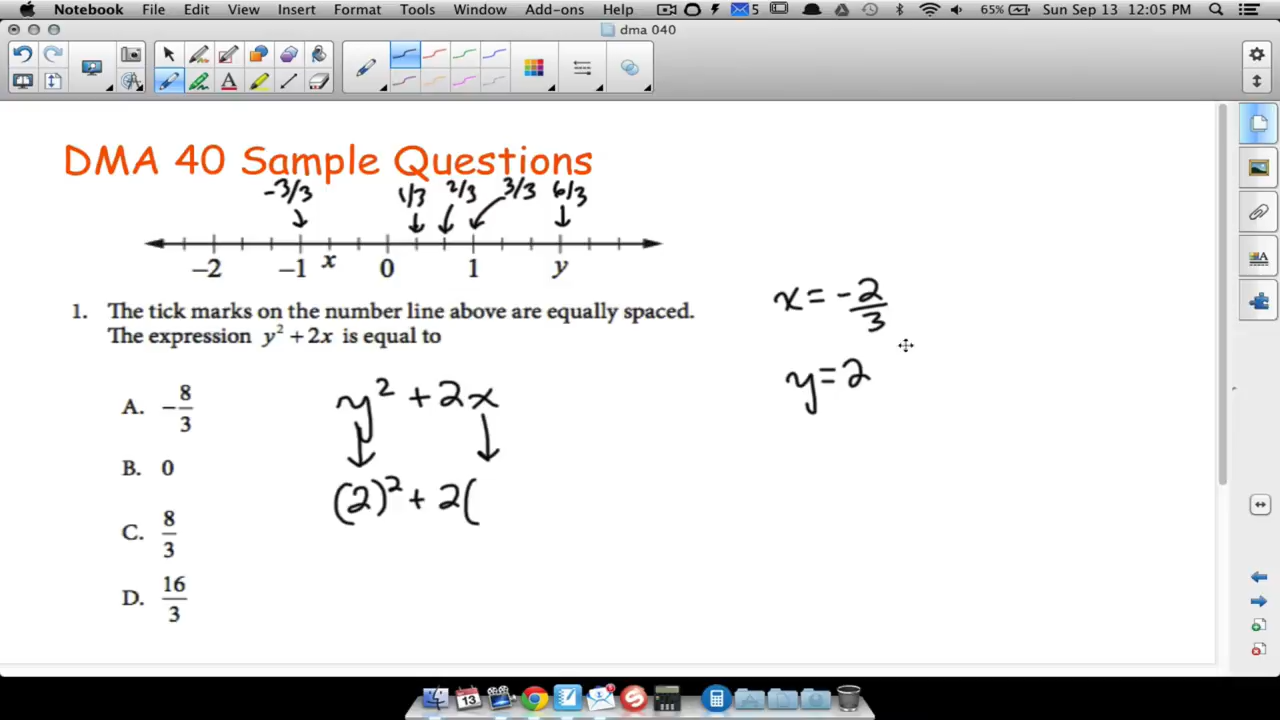 Notebook File Edit View Insert Format Tools Window Add-ons Help 5 65% Sun Sep 13 12:05 PM
dma 040
DMA 40 Sample Questions
-3/3 1/3 2/3 3/3 6/3
−2 −1 x 0 1 y
1. The tick marks on the number line above are equally spaced.
The expression y² + 2x is equal to
A. −8/3
B. 0
C. 8/3
D. 16/3
y² + 2x
(2)² + 2(
x = -2/3
y = 2
13